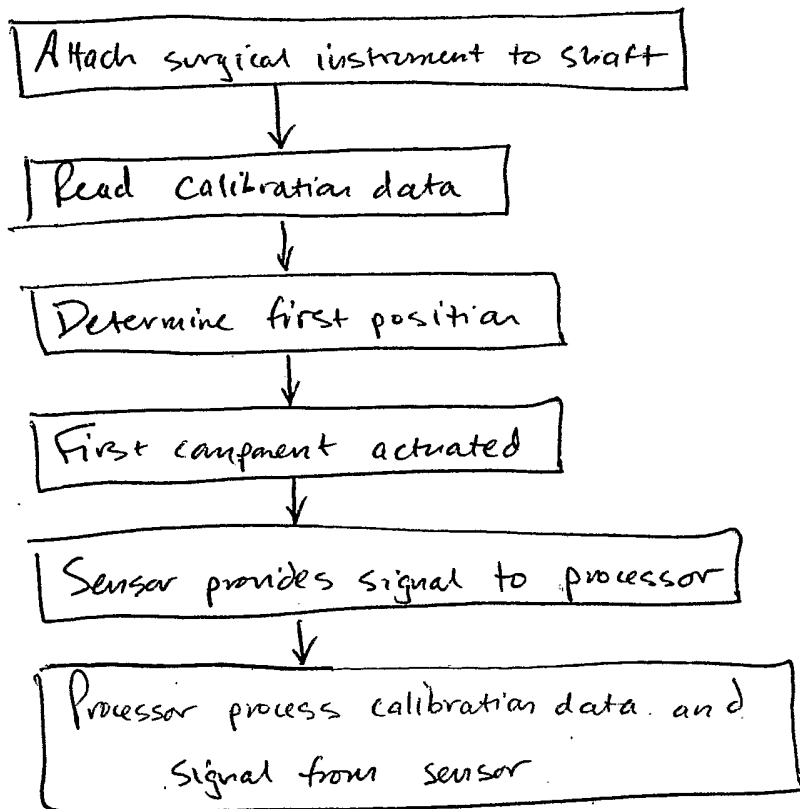 Attach surgical instrument to shaft
Read calibration data
Determine first position
First component actuated
Sensor provides signal to processor
Processor process calibration data and
signal from sensor